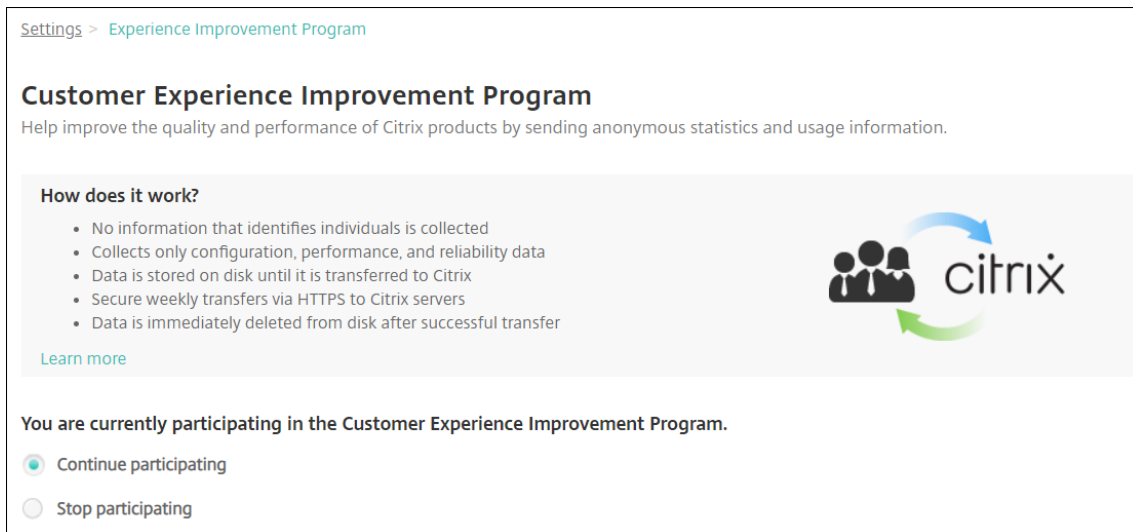 Settings > Experience Improvement Program
Customer Experience Improvement Program
Help improve the quality and performance of Citrix products by sending anonymous statistics and usage information.
How does it work?
• No information that identifies individuals is collected
• Collects only configuration, performance, and reliability data
• Data is stored on disk until it is transferred to Citrix
• Secure weekly transfers via HTTPS to Citrix servers
• Data is immediately deleted from disk after successful transfer
Learn more
citrix
You are currently participating in the Customer Experience Improvement Program.
Continue participating
Stop participating